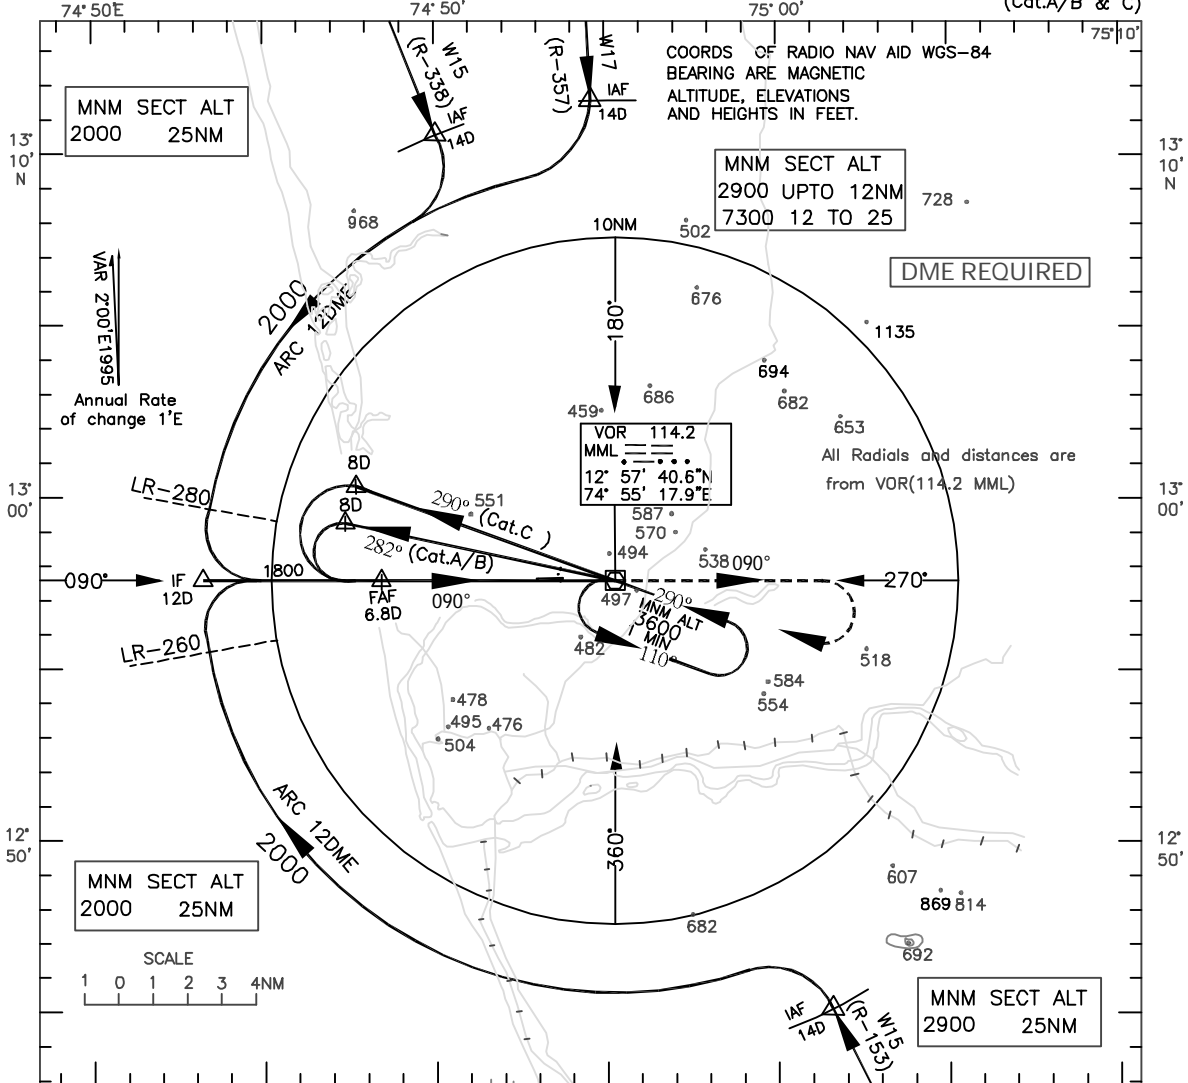 74°50'E
74°50'
75°00'
(Cat.A/B & C)
75°10'
W15
(R-338)
IAF
14D
W17
(R-357)
IAF
14D
COORDS OF RADIO NAV AID WGS-84
BEARING ARE MAGNETIC
ALTITUDE, ELEVATIONS
AND HEIGHTS IN FEET.
MNM SECT ALT
2000 25NM
13°
10'
N
13°
10'
N
MNM SECT ALT
2900 UPTO 12NM
7300 12 TO 25
728
968
10NM
502
DME REQUIRED
VAR 2°00'E1995
Annual Rate
of change 1'E
2000
ARC 12DME
180°
676
1135
694
686
682
459
653
VOR 114.2
MML
12° 57' 40.6"N
74° 55' 17.9"E
All Radials and distances are
from VOR(114.2 MML)
8D
LR-280
8D
290° (Cat.C )
551
587
570
13°
00'
13°
00'
282° (Cat.A/B)
494
538
090°
090°
IF
12D
1800
FAF
6.8D
090°
270°
497
290°
MNM ALT
3600
1 MIN
110°
482
LR-260
518
584
554
478
495
476
504
ARC 12DME
2000
360°
12°
50'
12°
50'
607
869
814
682
692
MNM SECT ALT
2000 25NM
SCALE
1 0 1 2 3 4NM
IAF
14D
W15
(R-153)
MNM SECT ALT
2900 25NM